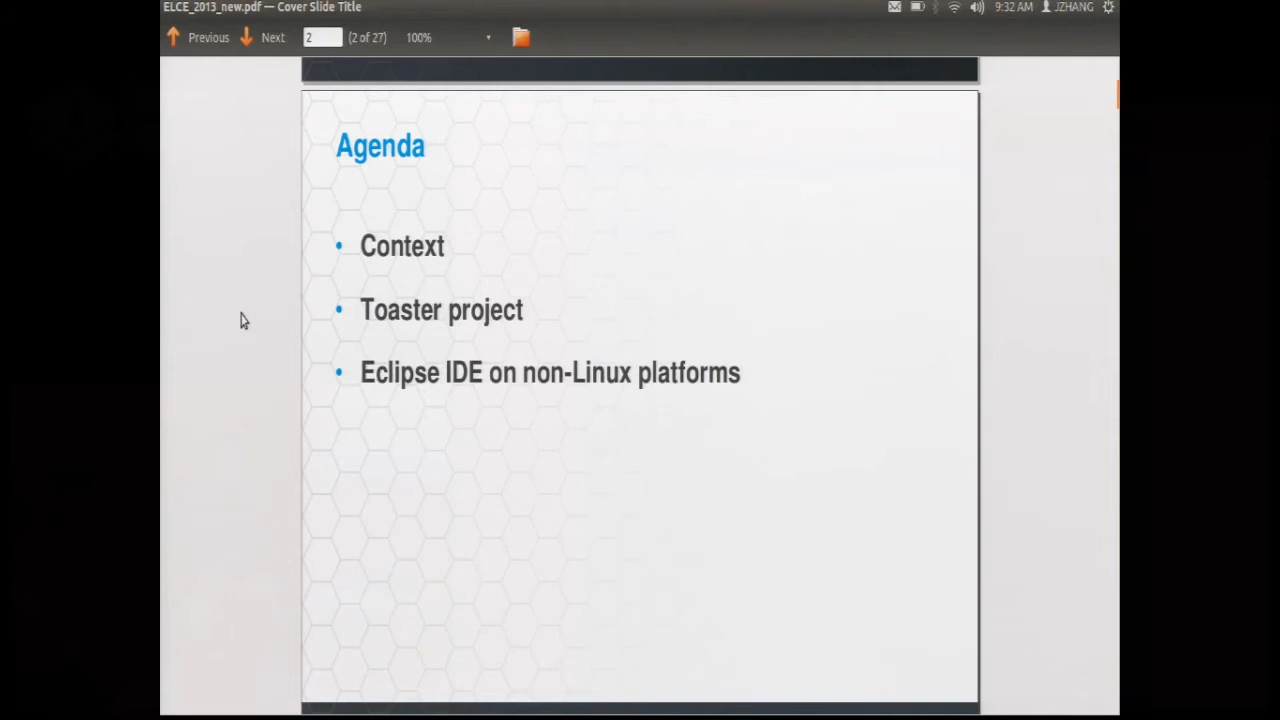 ELCE_2013_new.pdf — Cover Slide Title
9:32 AM JZHANG
Previous Next 2 (2 of 27) 100%
Agenda
• Context
• Toaster project
• Eclipse IDE on non-Linux platforms